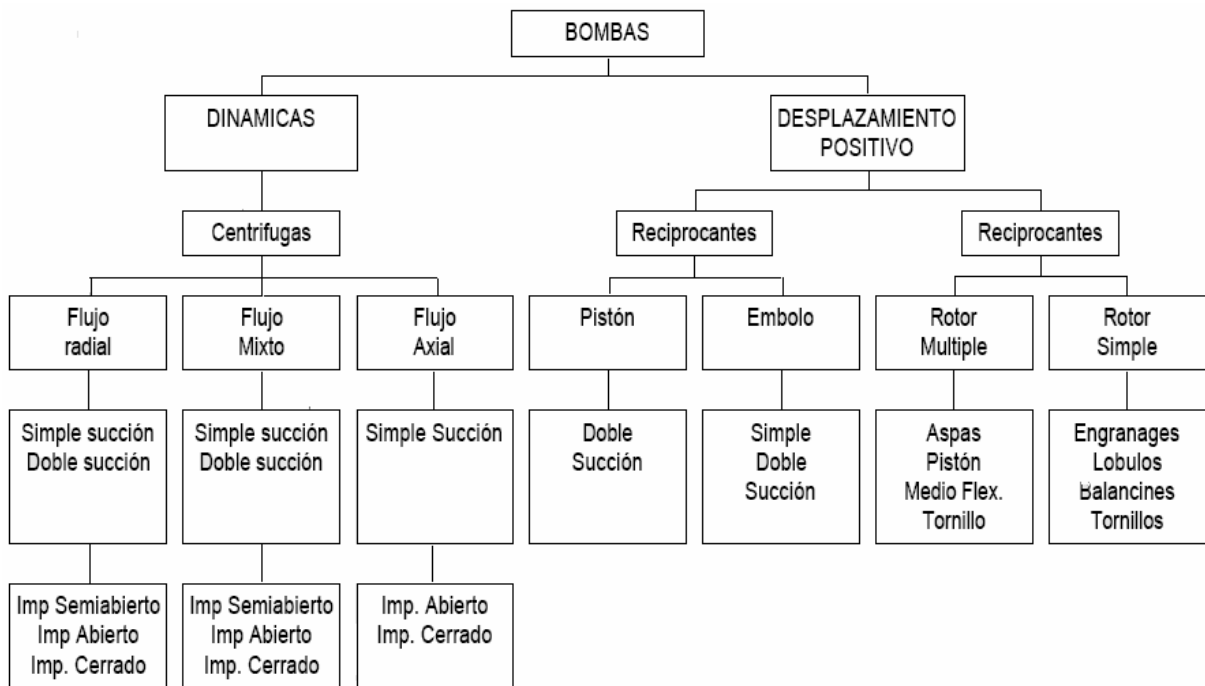 BOMBAS
DINAMICAS
DESPLAZAMIENTO
POSITIVO
Centrifugas
Reciprocantes
Reciprocantes
Flujo
radial
Flujo
Mixto
Flujo
Axial
Pistón
Embolo
Rotor
Multiple
Rotor
Simple
Simple succión
Doble succión
Simple succión
Doble succión
Simple Succión
Doble
Succión
Simple
Doble
Succión
Aspas
Pistón
Medio Flex.
Tornillo
Engranages
Lobulos
Balancines
Tornillos
Imp Semiabierto
Imp Abierto
Imp. Cerrado
Imp Semiabierto
Imp Abierto
Imp. Cerrado
Imp. Abierto
Imp. Cerrado